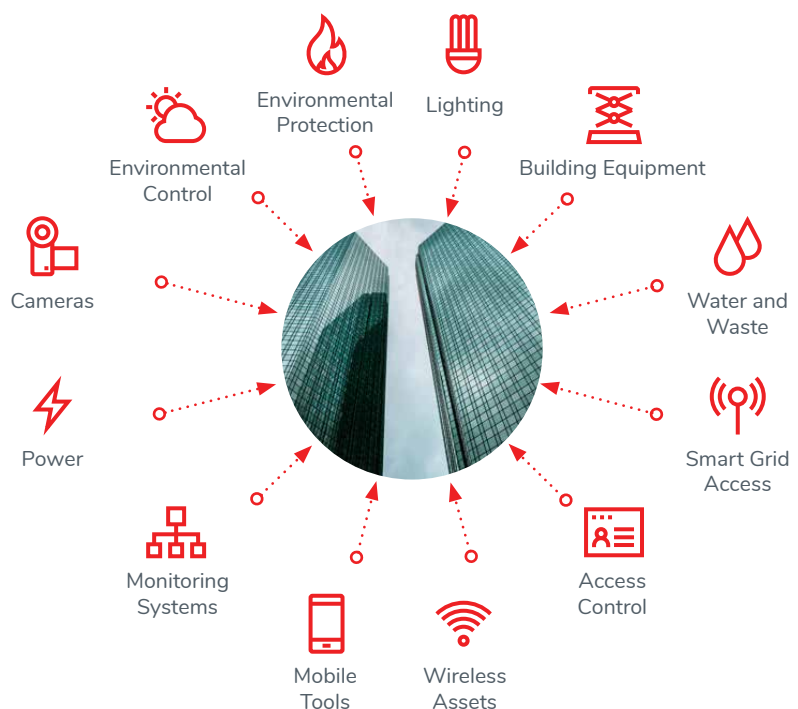 Environmental
Protection
Lighting
Environmental
Control
Building Equipment
Cameras
Water and
Waste
Power
Smart Grid
Access
Monitoring
Systems
Access
Control
Mobile
Tools
Wireless
Assets